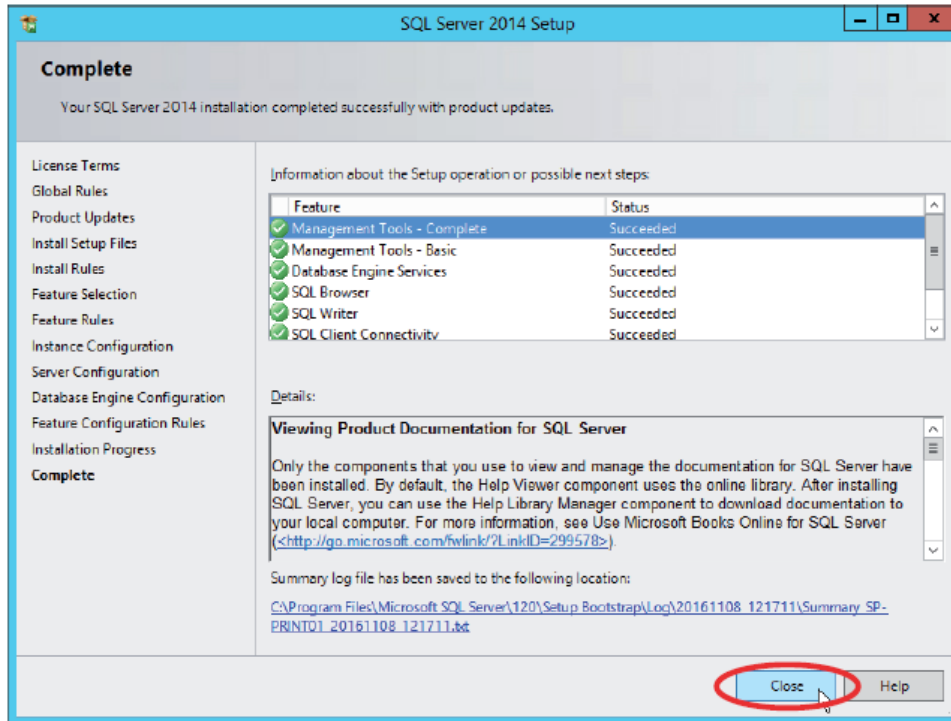 SQL Server 2014 Setup
Complete
Your SQL Server 2014 installation completed successfully with product updates.
License Terms
Global Rules
Product Updates
Install Setup Files
Install Rules
Feature Selection
Feature Rules
Instance Configuration
Server Configuration
Database Engine Configuration
Feature Configuration Rules
Installation Progress
Complete
Information about the Setup operation or possible next steps:
Feature Status
Management Tools - Complete Succeeded
Management Tools - Basic Succeeded
Database Engine Services Succeeded
SQL Browser Succeeded
SQL Writer Succeeded
SQL Client Connectivity Succeeded
Details:
Viewing Product Documentation for SQL Server
Only the components that you use to view and manage the documentation for SQL Server have
been installed. By default, the Help Viewer component uses the online library. After installing
SQL Server, you can use the Help Library Manager component to download documentation to
your local computer. For more information, see Use Microsoft Books Online for SQL Server
(<http://go.microsoft.com/fwlink/?LinkID=299578>).
Summary log file has been saved to the following location:
C:\Program Files\Microsoft SQL Server\120\Setup Bootstrap\Log\20161108_121711\Summary_SP-
PRINT01_20161108_121711.txt
Close Help